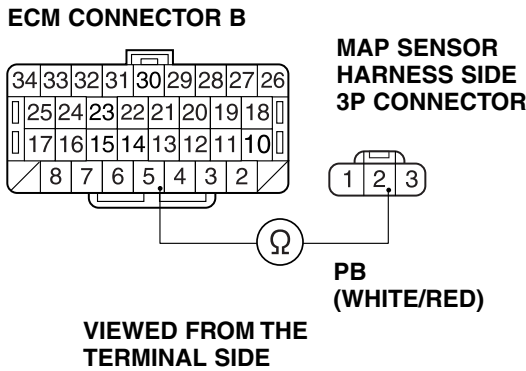 ECM CONNECTOR B
MAP SENSOR
HARNESS SIDE
3P CONNECTOR
34 33 32 31 30 29 28 27 26
25 24 23 22 21 20 19 18
17 16 15 14 13 12 11 10
8 7 6 5 4 3 2
1 2 3
Ω
PB
(WHITE/RED)
VIEWED FROM THE
TERMINAL SIDE